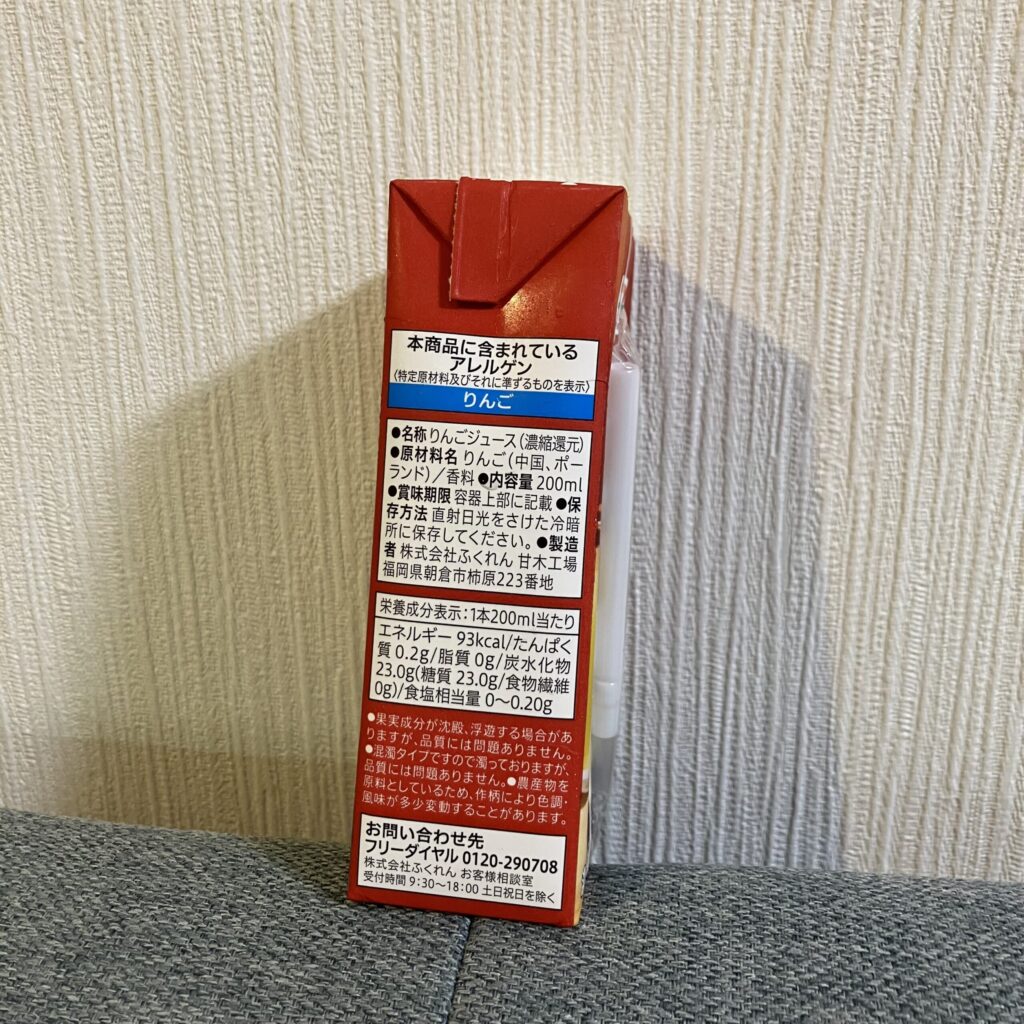 本商品に含まれている
アレルゲン
(特定原材料及びそれに準ずるものを表示)
りんご
●名称 りんごジュース(濃縮還元)
●原材料名 りんご(中国、ポー
ランド)/香料 ●内容量 200ml
●賞味期限 容器上部に記載 ●保
存方法 直射日光をさけた冷暗
所に保存してください。 ●製造
者 株式会社ふくれん 甘木工場
福岡県朝倉市柿原223番地
栄養成分表示:1本200ml当たり
エネルギー 93kcal/たんぱく
質 0.2g/脂質 0g/炭水化物
23.0g(糖質 23.0g/食物繊維
0g)/食塩相当量 0〜0.20g
●果実成分が沈殿、浮遊する場合があ
りますが、品質には問題ありません。
●混濁タイプですので濁っておりますが、
品質には問題ありません。●農産物を
原料としているため、作柄により色調・
風味が多少変動することがあります。
お問い合わせ先
フリーダイヤル 0120-290708
株式会社ふくれん お客様相談室
受付時間 9:30〜18:00 土日祝日を除く